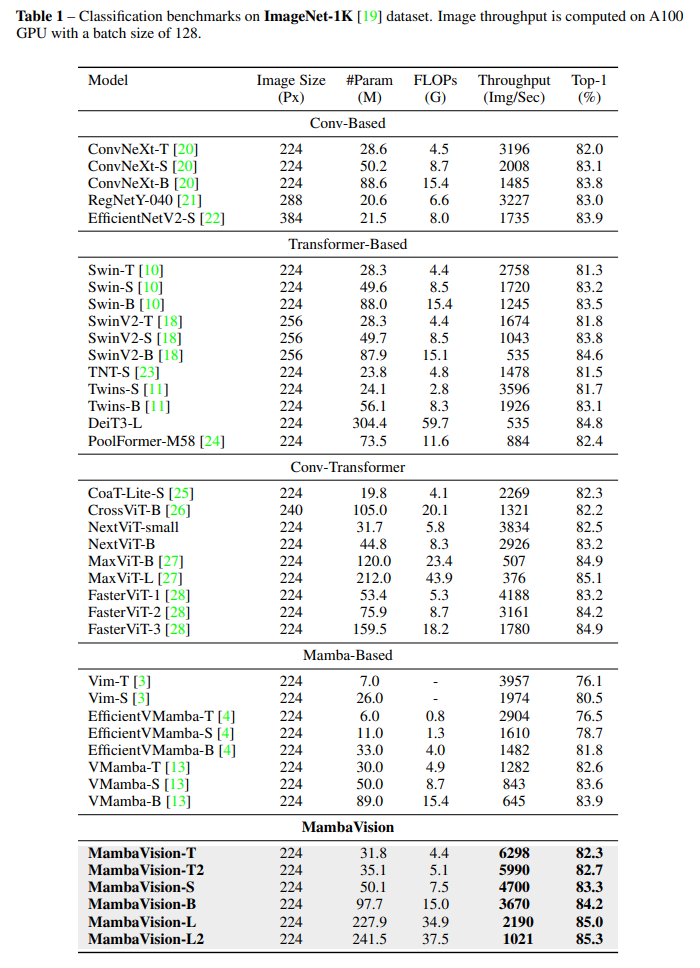 Table 1 – Classification benchmarks on ImageNet-1K [19] dataset. Image throughput is computed on A100
GPU with a batch size of 128.
Model Image Size #Param FLOPs Throughput Top-1
(Px) (M) (G) (Img/Sec) (%)
Conv-Based
ConvNeXt-T [20] 224 28.6 4.5 3196 82.0
ConvNeXt-S [20] 224 50.2 8.7 2008 83.1
ConvNeXt-B [20] 224 88.6 15.4 1485 83.8
RegNetY-040 [21] 288 20.6 6.6 3227 83.0
EfficientNetV2-S [22] 384 21.5 8.0 1735 83.9
Transformer-Based
Swin-T [10] 224 28.3 4.4 2758 81.3
Swin-S [10] 224 49.6 8.5 1720 83.2
Swin-B [10] 224 88.0 15.4 1245 83.5
SwinV2-T [18] 256 28.3 4.4 1674 81.8
SwinV2-S [18] 256 49.7 8.5 1043 83.8
SwinV2-B [18] 256 87.9 15.1 535 84.6
TNT-S [23] 224 23.8 4.8 1478 81.5
Twins-S [11] 224 24.1 2.8 3596 81.7
Twins-B [11] 224 56.1 8.3 1926 83.1
DeiT3-L 224 304.4 59.7 535 84.8
PoolFormer-M58 [24] 224 73.5 11.6 884 82.4
Conv-Transformer
CoaT-Lite-S [25] 224 19.8 4.1 2269 82.3
CrossViT-B [26] 240 105.0 20.1 1321 82.2
NextViT-small 224 31.7 5.8 3834 82.5
NextViT-B 224 44.8 8.3 2926 83.2
MaxViT-B [27] 224 120.0 23.4 507 84.9
MaxViT-L [27] 224 212.0 43.9 376 85.1
FasterViT-1 [28] 224 53.4 5.3 4188 83.2
FasterViT-2 [28] 224 75.9 8.7 3161 84.2
FasterViT-3 [28] 224 159.5 18.2 1780 84.9
Mamba-Based
Vim-T [3] 224 7.0 - 3957 76.1
Vim-S [3] 224 26.0 - 1974 80.5
EfficientVMamba-T [4] 224 6.0 0.8 2904 76.5
EfficientVMamba-S [4] 224 11.0 1.3 1610 78.7
EfficientVMamba-B [4] 224 33.0 4.0 1482 81.8
VMamba-T [13] 224 30.0 4.9 1282 82.6
VMamba-S [13] 224 50.0 8.7 843 83.6
VMamba-B [13] 224 89.0 15.4 645 83.9
MambaVision
MambaVision-T 224 31.8 4.4 6298 82.3
MambaVision-T2 224 35.1 5.1 5990 82.7
MambaVision-S 224 50.1 7.5 4700 83.3
MambaVision-B 224 97.7 15.0 3670 84.2
MambaVision-L 224 227.9 34.9 2190 85.0
MambaVision-L2 224 241.5 37.5 1021 85.3